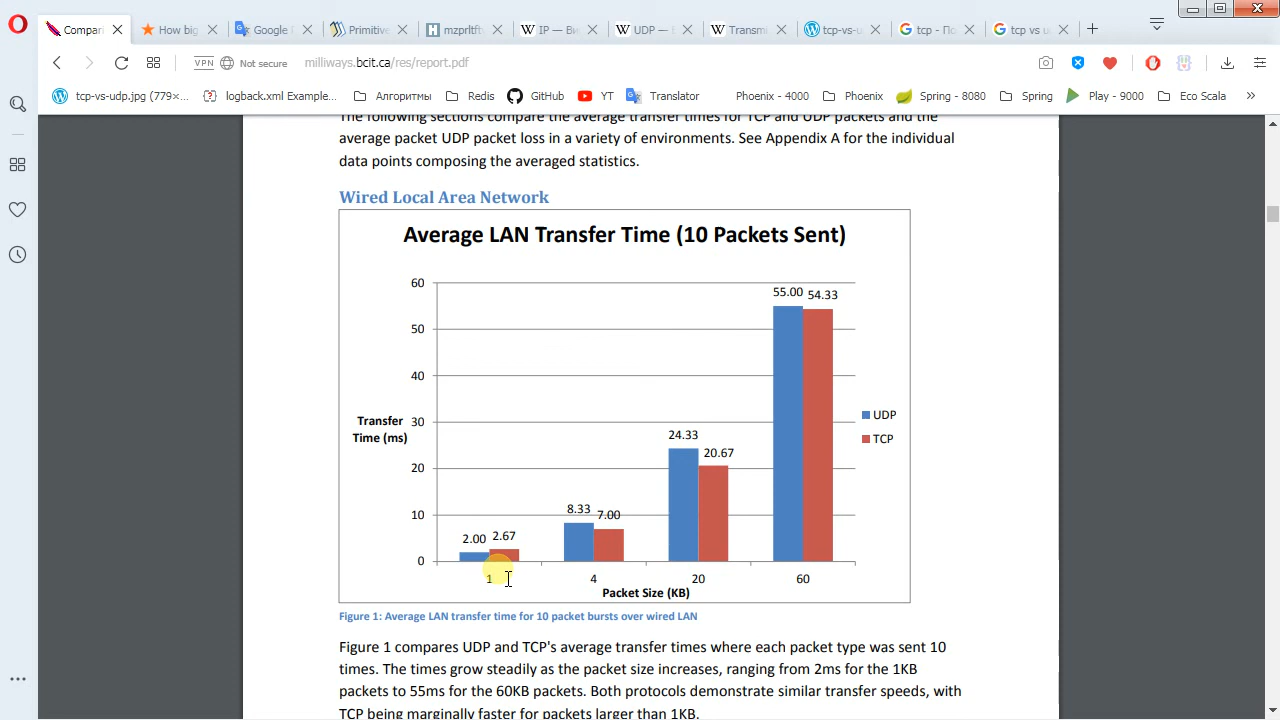 Compari
How big
Google
Primitive
mzprltft
IP — Ви
UDP —
Transmi
tcp-vs-u
tcp - По
tcp vs u
VPN
Not secure
milliways.bcit.ca/res/report.pdf
tcp-vs-udp.jpg (779×...
logback.xml Example...
Алгоритмы
Redis
GitHub
YT
Translator
Phoenix - 4000
Phoenix
Spring - 8080
Spring
Play - 9000
Eco Scala
»
The following sections compare the average transfer times for TCP and UDP packets and the
average packet UDP packet loss in a variety of environments. See Appendix A for the individual
data points composing the averaged statistics.
Wired Local Area Network
Average LAN Transfer Time (10 Packets Sent)
60
50
40
30
20
10
0
Transfer
Time (ms)
2.00
2.67
8.33
7.00
24.33
20.67
55.00
54.33
UDP
TCP
1
4
20
60
Packet Size (KB)
Figure 1: Average LAN transfer time for 10 packet bursts over wired LAN
Figure 1 compares UDP and TCP's average transfer times where each packet type was sent 10
times. The times grow steadily as the packet size increases, ranging from 2ms for the 1KB
packets to 55ms for the 60KB packets. Both protocols demonstrate similar transfer speeds, with
TCP being marginally faster for packets larger than 1KB.